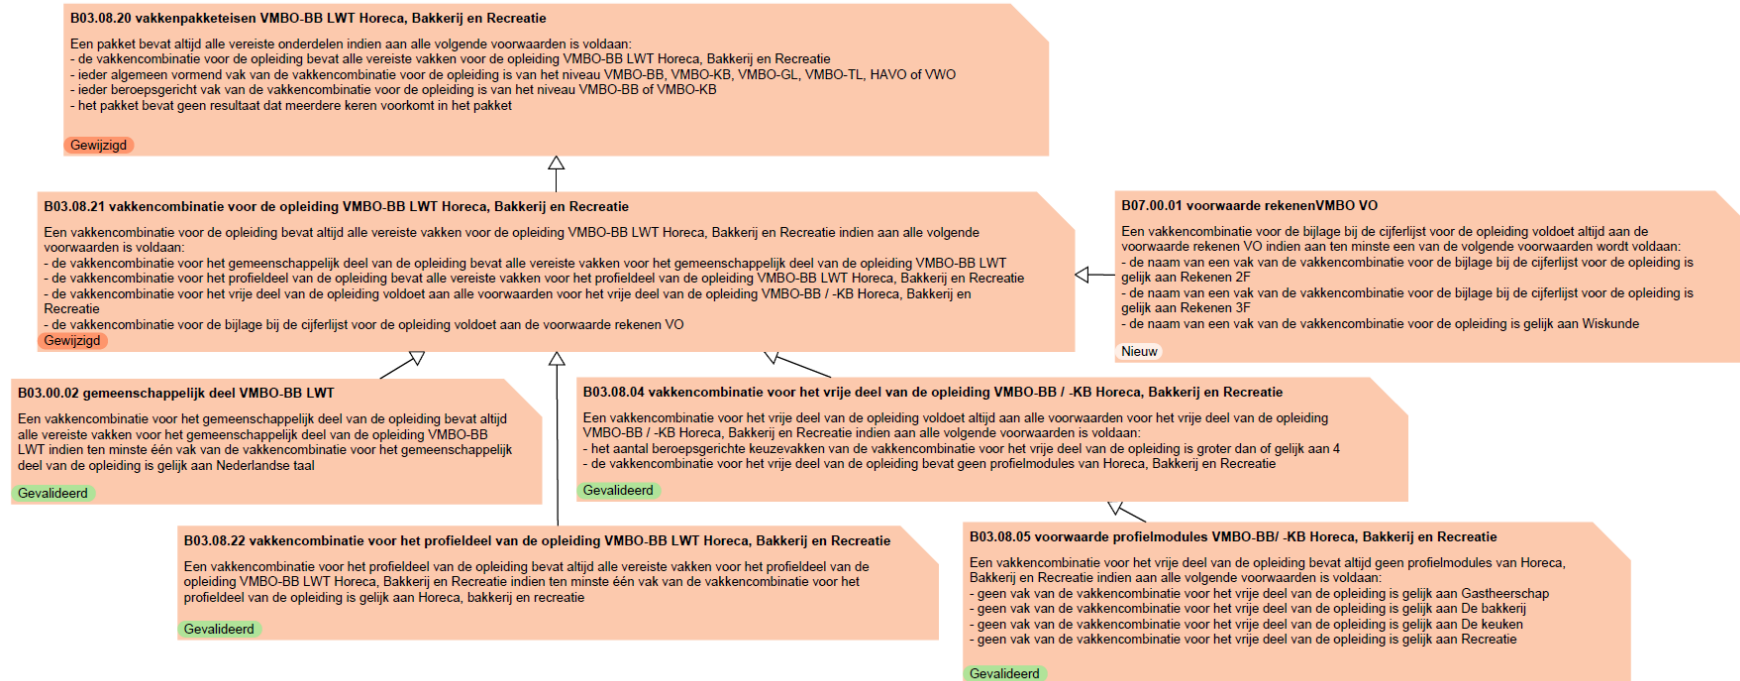 B03.08.20 vakkenpakketeisen VMBO-BB LWT Horeca, Bakkerij en Recreatie
Een pakket bevat altijd alle vereiste onderdelen indien aan alle volgende voorwaarden is voldaan:
- de vakkencombinatie voor de opleiding bevat alle vereiste vakken voor de opleiding VMBO-BB LWT Horeca, Bakkerij en Recreatie
- ieder algemeen vormend vak van de vakkencombinatie voor de opleiding is van het niveau VMBO-BB, VMBO-KB, VMBO-GL, VMBO-TL, HAVO of VWO
- ieder beroepsgericht vak van de vakkencombinatie voor de opleiding is van het niveau VMBO-BB of VMBO-KB
- het pakket bevat geen resultaat dat meerdere keren voorkomt in het pakket
Gewijzigd
B03.08.21 vakkencombinatie voor de opleiding VMBO-BB LWT Horeca, Bakkerij en Recreatie
Een vakkencombinatie voor de opleiding bevat altijd alle vereiste vakken voor de opleiding VMBO-BB LWT Horeca, Bakkerij en Recreatie indien aan alle volgende
voorwaarden is voldaan:
- de vakkencombinatie voor het gemeenschappelijk deel van de opleiding bevat alle vereiste vakken voor het gemeenschappelijk deel van de opleiding VMBO-BB LWT
- de vakkencombinatie voor het profieldeel van de opleiding bevat alle vereiste vakken voor het profieldeel van de opleiding VMBO-BB LWT Horeca, Bakkerij en Recreatie
- de vakkencombinatie voor het vrije deel van de opleiding voldoet aan alle voorwaarden voor het vrije deel van de opleiding VMBO-BB / -KB Horeca, Bakkerij en
Recreatie
- de vakkencombinatie voor de bijlage bij de cijferlijst voor de opleiding voldoet aan de voorwaarde rekenen VO
Gewijzigd
B07.00.01 voorwaarde rekenenVMBO VO
Een vakkencombinatie voor de bijlage bij de cijferlijst voor de opleiding voldoet altijd aan de
voorwaarde rekenen VO indien aan ten minste een van de volgende voorwaarden wordt voldaan:
- de naam van een vak van de vakkencombinatie voor de bijlage bij de cijferlijst voor de opleiding is
gelijk aan Rekenen 2F
- de naam van een vak van de vakkencombinatie voor de bijlage bij de cijferlijst voor de opleiding is
gelijk aan Rekenen 3F
- de naam van een vak van de vakkencombinatie voor de opleiding is gelijk aan Wiskunde
Nieuw
B03.00.02 gemeenschappelijk deel VMBO-BB LWT
Een vakkencombinatie voor het gemeenschappelijk deel van de opleiding bevat altijd
alle vereiste vakken voor het gemeenschappelijk deel van de opleiding VMBO-BB
LWT indien ten minste één vak van de vakkencombinatie voor het gemeenschappelijk
deel van de opleiding is gelijk aan Nederlandse taal
Gevalideerd
B03.08.04 vakkencombinatie voor het vrije deel van de opleiding VMBO-BB / -KB Horeca, Bakkerij en Recreatie
Een vakkencombinatie voor het vrije deel van de opleiding voldoet altijd aan alle voorwaarden voor het vrije deel van de opleiding
VMBO-BB / -KB Horeca, Bakkerij en Recreatie indien aan alle volgende voorwaarden is voldaan:
- het aantal beroepsgerichte keuzevakken van de vakkencombinatie voor het vrije deel van de opleiding is groter dan of gelijk aan 4
- de vakkencombinatie voor het vrije deel van de opleiding bevat geen profielmodules van Horeca, Bakkerij en Recreatie
Gevalideerd
B03.08.22 vakkencombinatie voor het profieldeel van de opleiding VMBO-BB LWT Horeca, Bakkerij en Recreatie
Een vakkencombinatie voor het profieldeel van de opleiding bevat altijd alle vereiste vakken voor het profieldeel van de
opleiding VMBO-BB LWT Horeca, Bakkerij en Recreatie indien ten minste één vak van de vakkencombinatie voor het
profieldeel van de opleiding is gelijk aan Horeca, bakkerij en recreatie
Gevalideerd
B03.08.05 voorwaarde profielmodules VMBO-BB/ -KB Horeca, Bakkerij en Recreatie
Een vakkencombinatie voor het vrije deel van de opleiding bevat altijd geen profielmodules van Horeca,
Bakkerij en Recreatie indien aan alle volgende voorwaarden is voldaan:
- geen vak van de vakkencombinatie voor het vrije deel van de opleiding is gelijk aan Gastheerschap
- geen vak van de vakkencombinatie voor het vrije deel van de opleiding is gelijk aan De bakkerij
- geen vak van de vakkencombinatie voor het vrije deel van de opleiding is gelijk aan De keuken
- geen vak van de vakkencombinatie voor het vrije deel van de opleiding is gelijk aan Recreatie
Gevalideerd